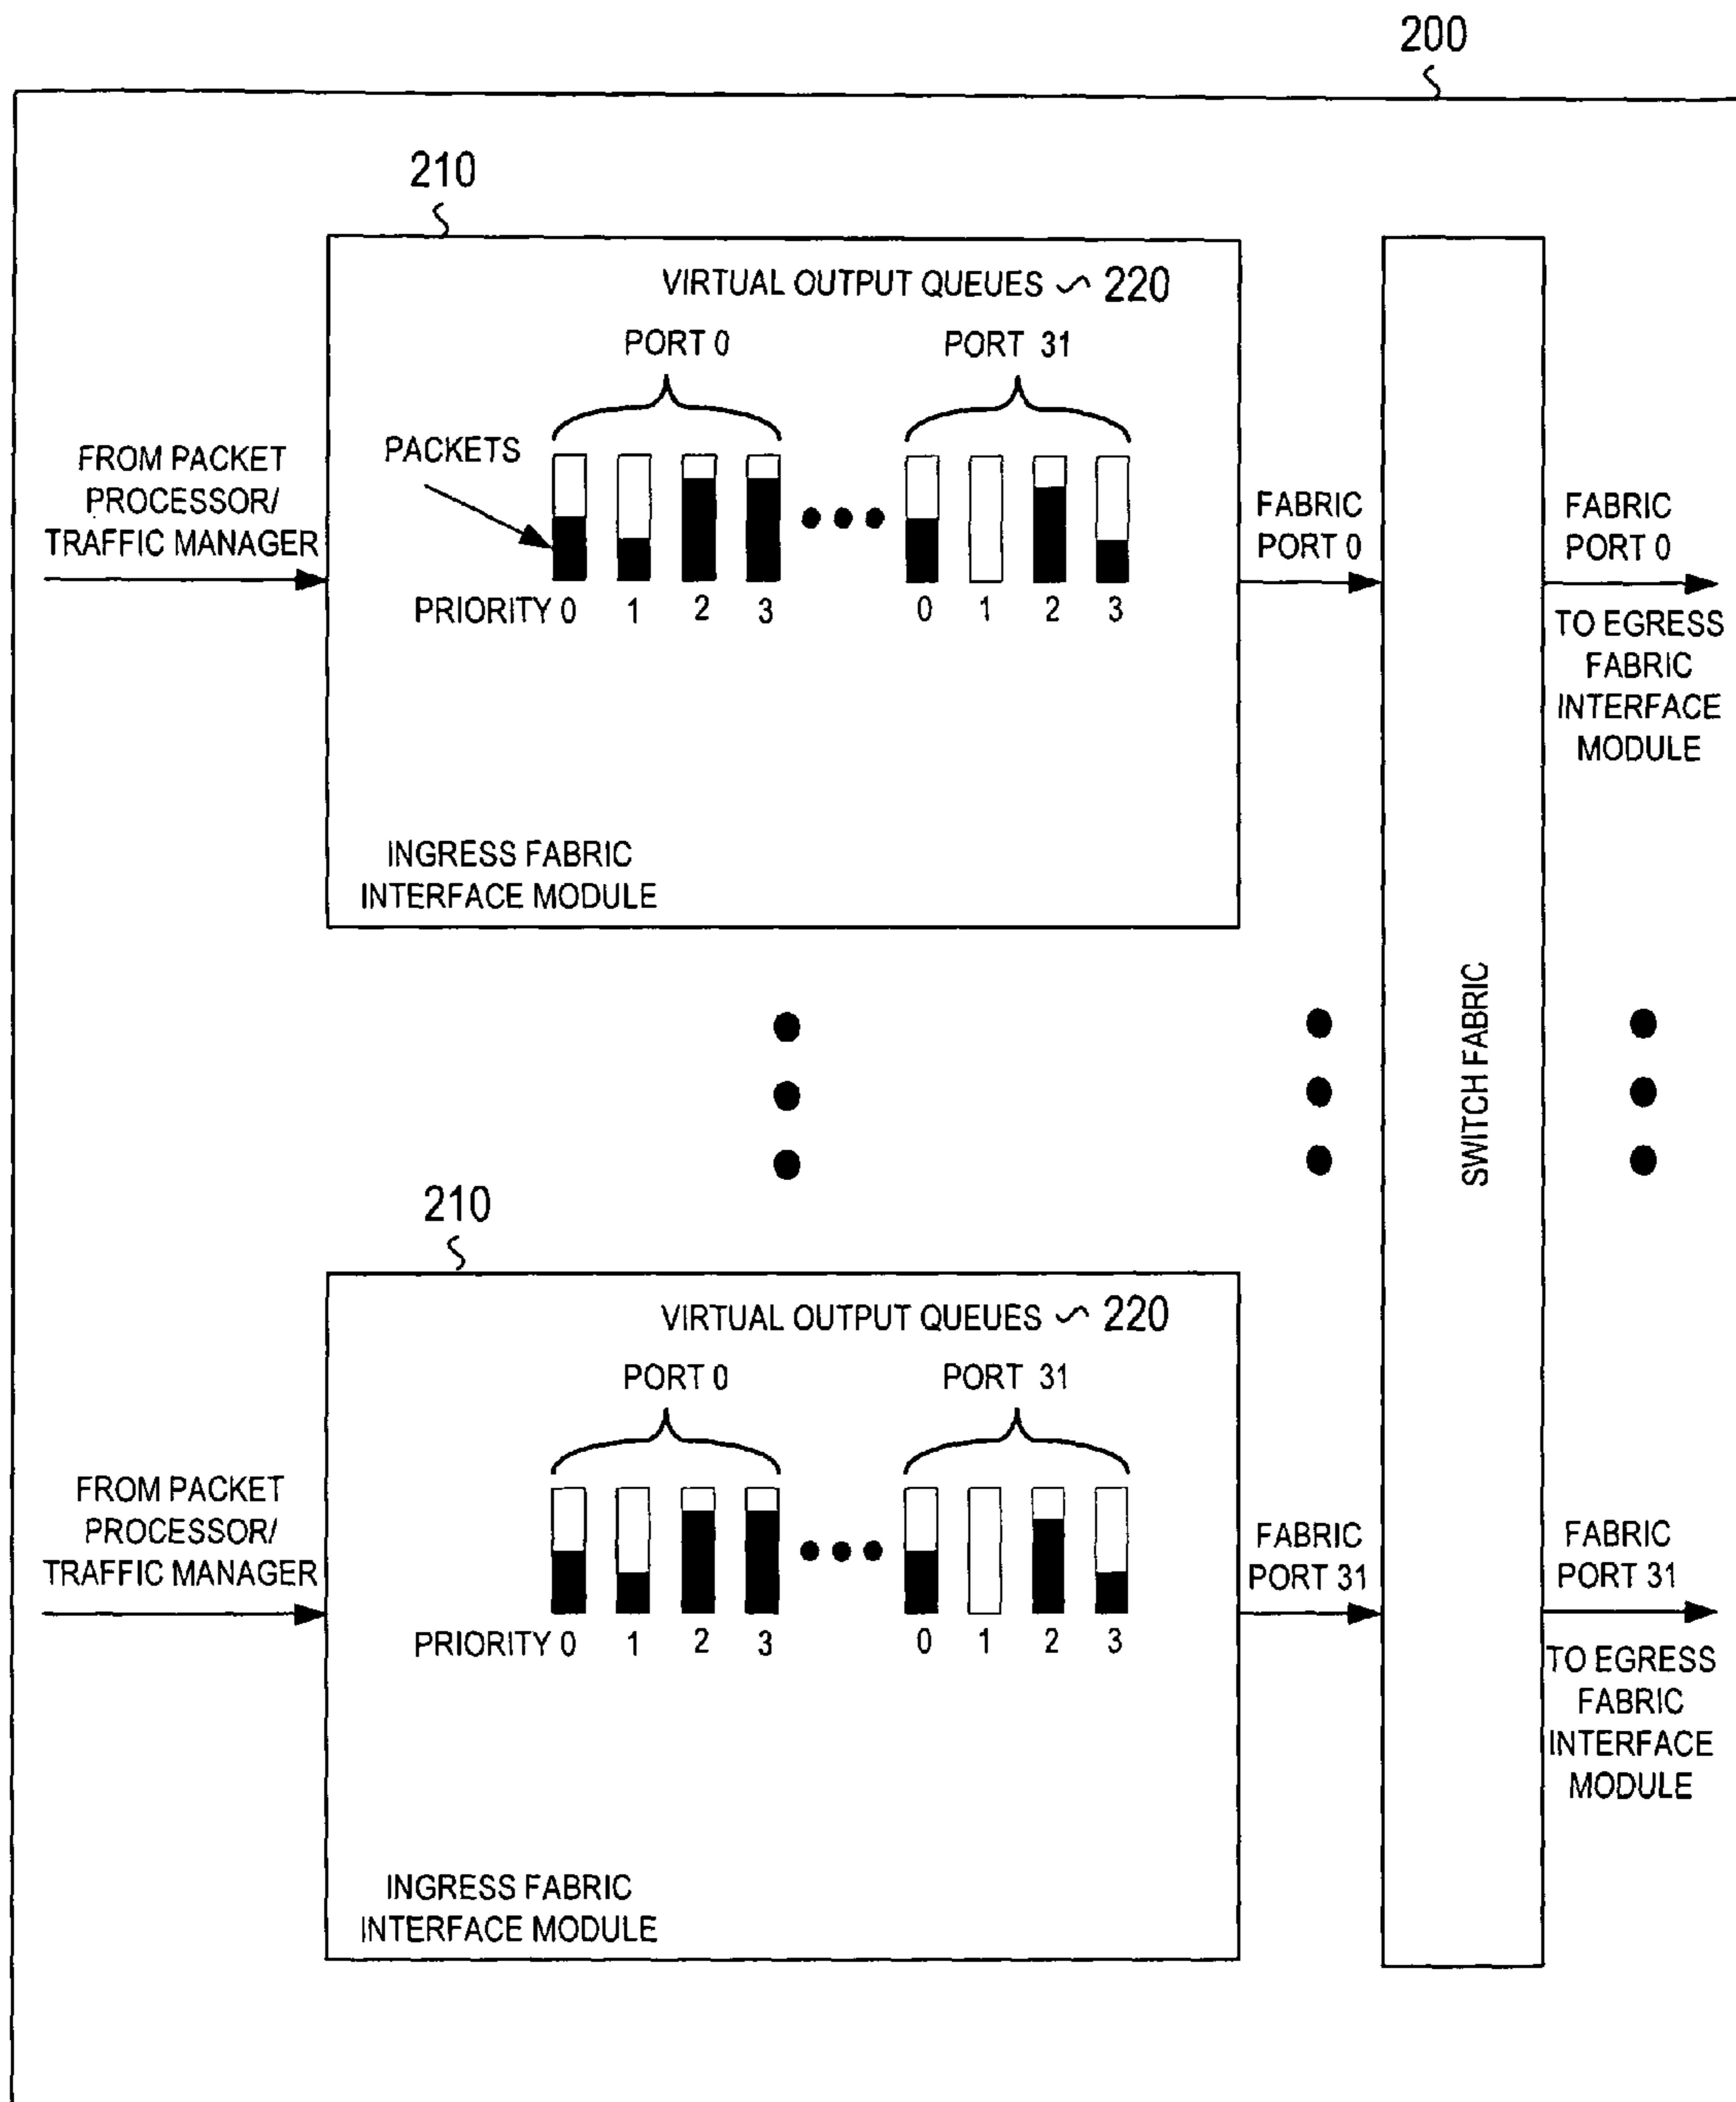 200
210
VIRTUAL OUTPUT QUEUES 220
PORT 0
PORT 31
PACKETS
FROM PACKET
PROCESSOR/
TRAFFIC MANAGER
PRIORITY 0 1 2 3
0 1 2 3
INGRESS FABRIC
INTERFACE MODULE
FABRIC
PORT 0
FABRIC
PORT 0
TO EGRESS
FABRIC
INTERFACE
MODULE
SWITCH FABRIC
210
VIRTUAL OUTPUT QUEUES 220
PORT 0
PORT 31
FROM PACKET
PROCESSOR/
TRAFFIC MANAGER
PRIORITY 0 1 2 3
0 1 2 3
INGRESS FABRIC
INTERFACE MODULE
FABRIC
PORT 31
FABRIC
PORT 31
TO EGRESS
FABRIC
INTERFACE
MODULE